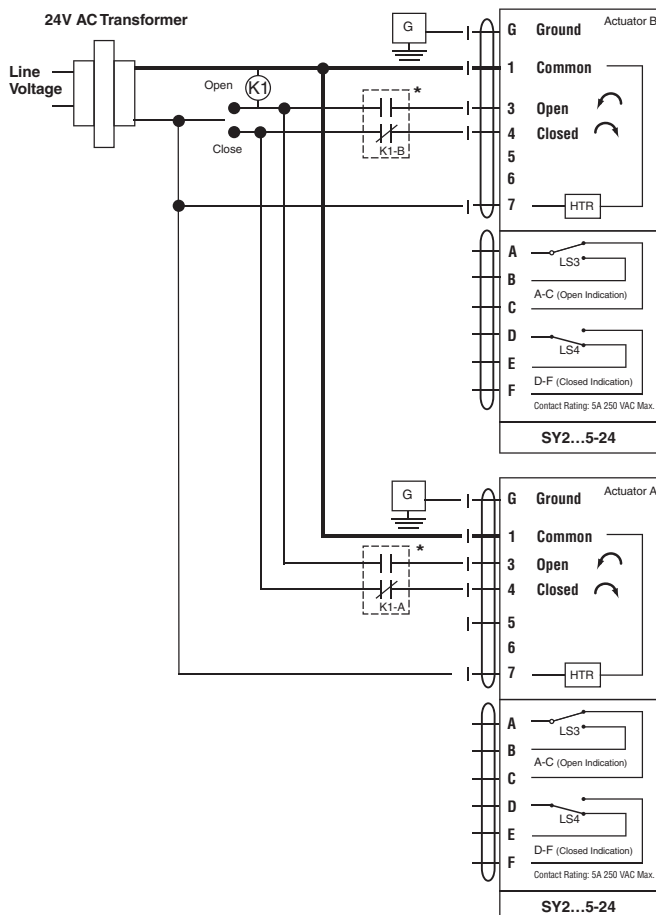 24V AC Transformer
Line
Voltage
Open
K1
Close
G
*
K1-B
G Ground
Actuator B
1 Common
3 Open
4 Closed
5
6
7
HTR
A
LS3
B
A-C (Open Indication)
C
D
LS4
E
D-F (Closed Indication)
F
Contact Rating: 5A 250 VAC Max.
SY2...5-24
G
*
K1-A
G Ground
Actuator A
1 Common
3 Open
4 Closed
5
6
7
HTR
A
LS3
B
A-C (Open Indication)
C
D
LS4
E
D-F (Closed Indication)
F
Contact Rating: 5A 250 VAC Max.
SY2...5-24